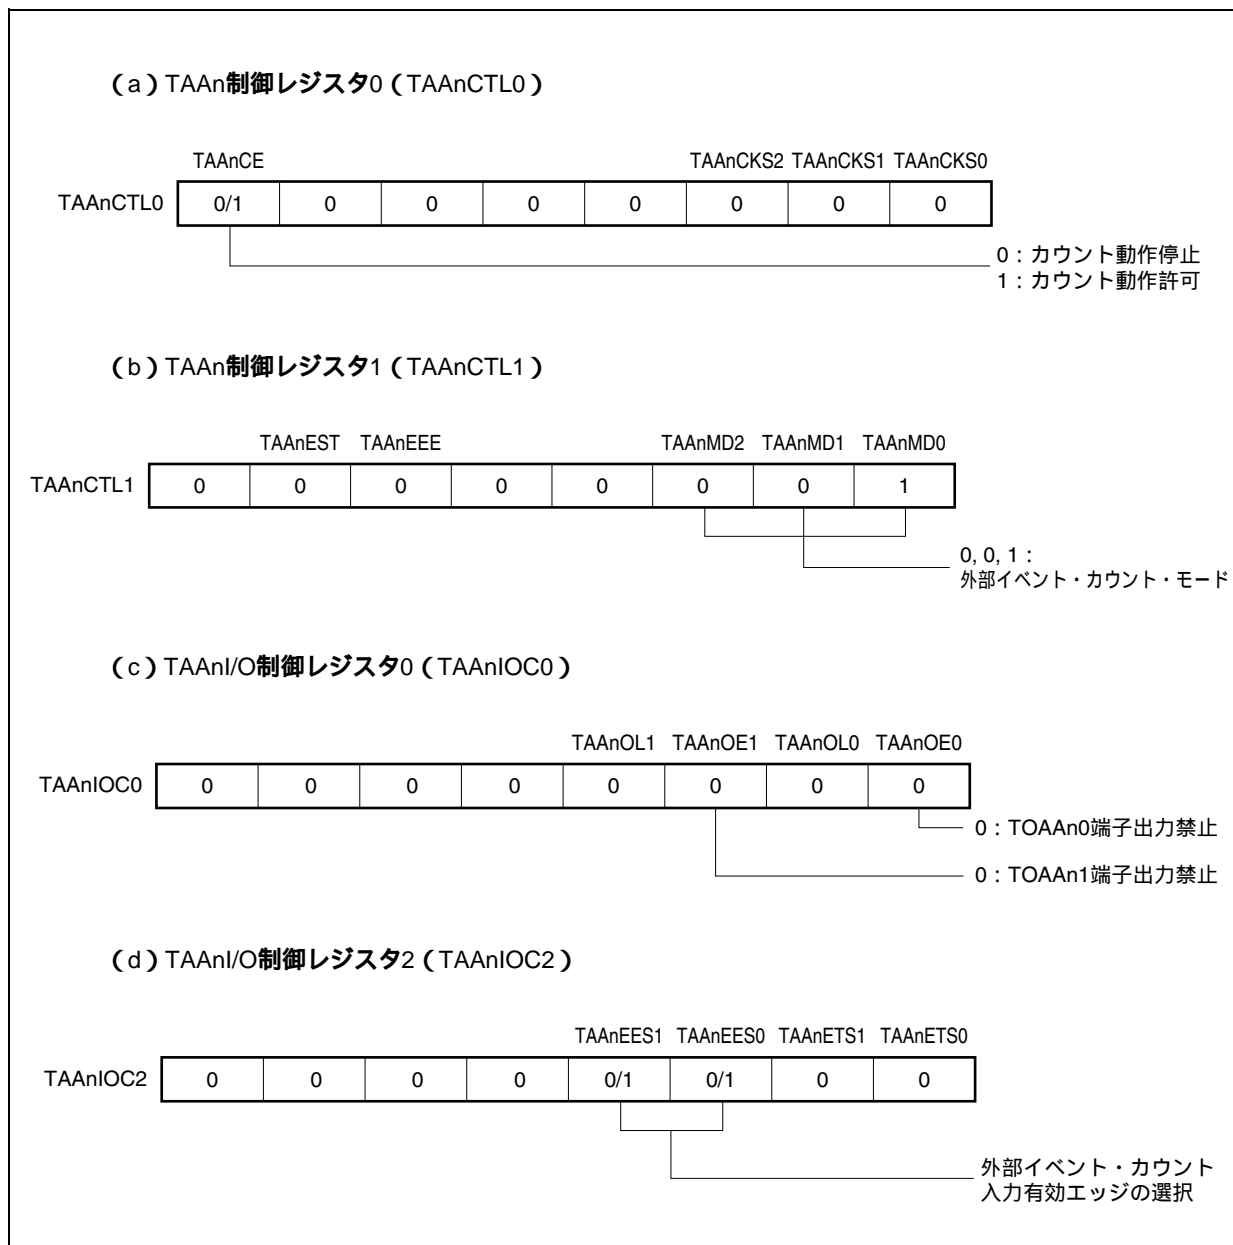 （a）TAAn制御レジスタ0（TAAnCTL0）
TAAnCE TAAnCKS2 TAAnCKS1 TAAnCKS0
TAAnCTL0 0/1 0 0 0 0 0 0 0
0：カウント動作停止
1：カウント動作許可
（b）TAAn制御レジスタ1（TAAnCTL1）
TAAnEST TAAnEEE TAAnMD2 TAAnMD1 TAAnMD0
TAAnCTL1 0 0 0 0 0 0 0 1
0, 0, 1：
外部イベント・カウント・モード
（c）TAAnI/O制御レジスタ0（TAAnIOC0）
TAAnOL1 TAAnOE1 TAAnOL0 TAAnOE0
TAAnIOC0 0 0 0 0 0 0 0 0
0：TOAAn0端子出力禁止
0：TOAAn1端子出力禁止
（d）TAAnI/O制御レジスタ2（TAAnIOC2）
TAAnEES1 TAAnEES0 TAAnETS1 TAAnETS0
TAAnIOC2 0 0 0 0 0/1 0/1 0 0
外部イベント・カウント
入力有効エッジの選択